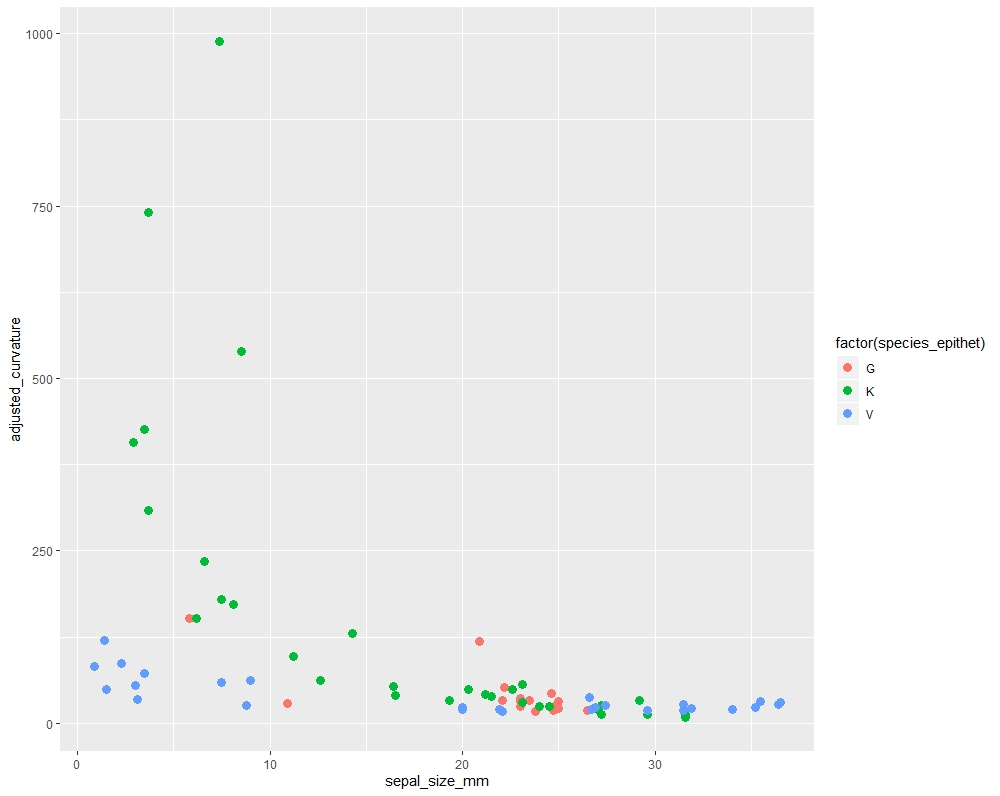 1000
750
500
250
0
0
10
20
30
adjusted_curvature
sepal_size_mm
factor(species_epithet)
G
K
V